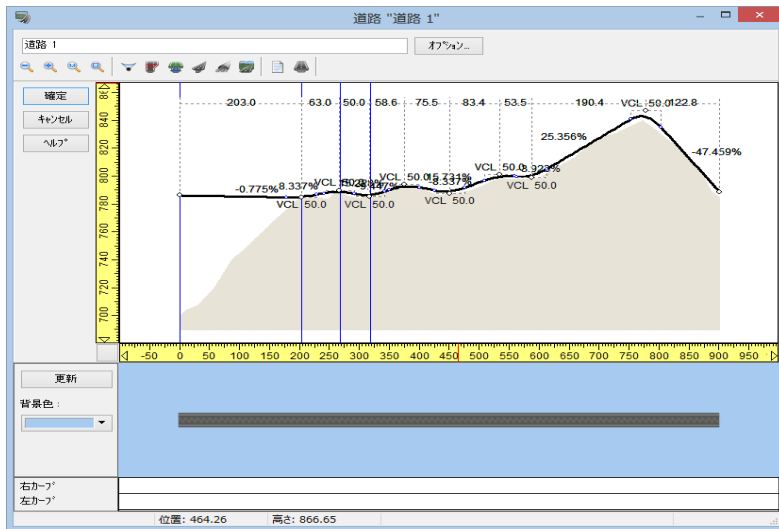 道路 "道路 1"
道路 1
オプション...
確定
キャンセル
ヘルプ
860
840
820
800
780
760
740
720
700
203.0 63.0 50.0 58.6 75.5 83.4 53.5 190.4 VCL 50.0 122.8
25.356%
-47.459%
-0.775% 8.337% VCL 50.0 VCL 50.0 15.731% VCL 50.0 -8.923%
VCL 50.0 VCL 50.0 VCL 50.0 VCL 50.0
-50 0 50 100 150 200 250 300 350 400 450 500 550 600 650 700 750 800 850 900 950
更新
背景色 :
右カーブ
左カーブ
位置: 464.26 高さ: 866.65